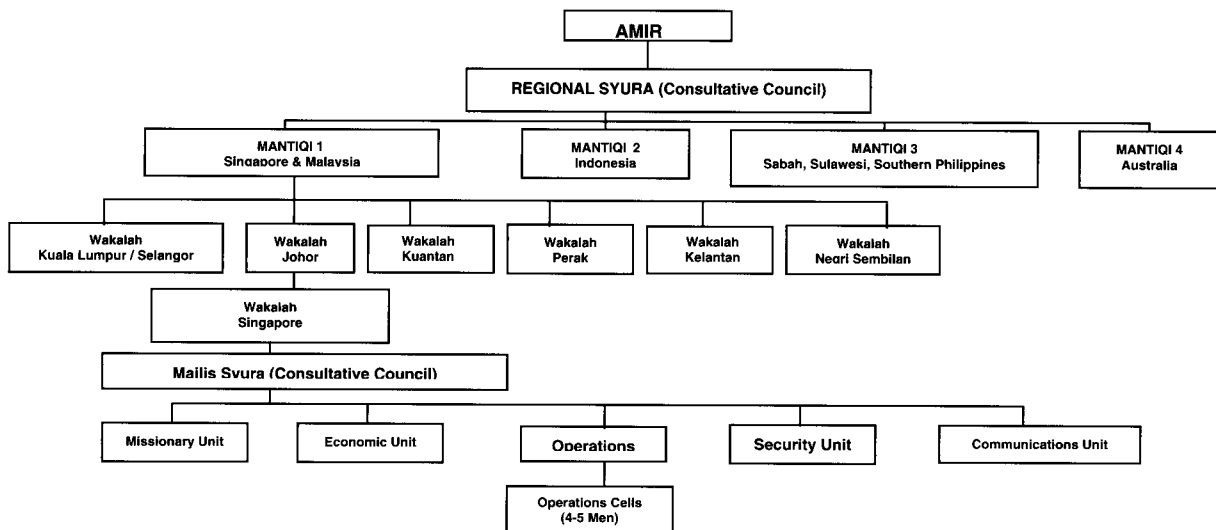 AMIR
REGIONAL SYURA (Consultative Council)
MANTIQI 1
Singapore & Malaysia
MANTIQI 2
Indonesia
MANTIQI 3
Sabah, Sulawesi, Southern Philippines
MANTIQI 4
Australia
Wakalah
Kuala Lumpur / Selangor
Wakalah
Johor
Wakalah
Kuantan
Wakalah
Perak
Wakalah
Kelantan
Wakalah
Negri Sembilan
Wakalah
Singapore
Majlis Syura (Consultative Council)
Missionary Unit
Economic Unit
Operations
Security Unit
Communications Unit
Operations Cells
(4-5 Men)